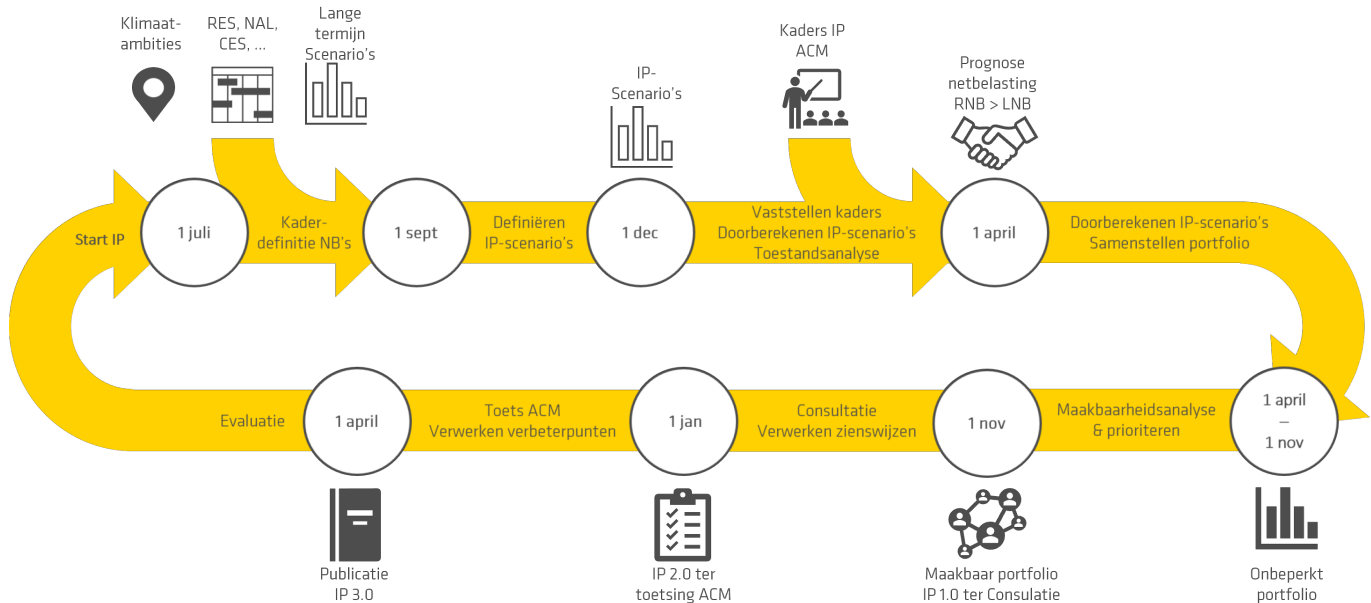 Klimaat-
ambities
RES, NAL,
CES, ...
Lange
termijn
Scenario's
IP-
Scenario's
Kaders IP
ACM
Prognose
netbelasting
RNB > LNB
Start IP
1 juli
Kader-
definitie NB's
1 sept
Definiëren
IP-scenario's
1 dec
Vaststellen kaders
Doorberekenen IP-scenario's
Toestandsanalyse
1 april
Doorberekenen IP-scenario's
Samenstellen portfolio
1 april
–
1 nov
Onbeperkt
portfolio
Maakbaarheidsanalyse
& prioriteren
1 nov
Maakbaar portfolio
IP 1.0 ter Consulatie
Consultatie
Verwerken zienswijzen
1 jan
IP 2.0 ter
toetsing ACM
Toets ACM
Verwerken verbeterpunten
1 april
Publicatie
IP 3.0
Evaluatie